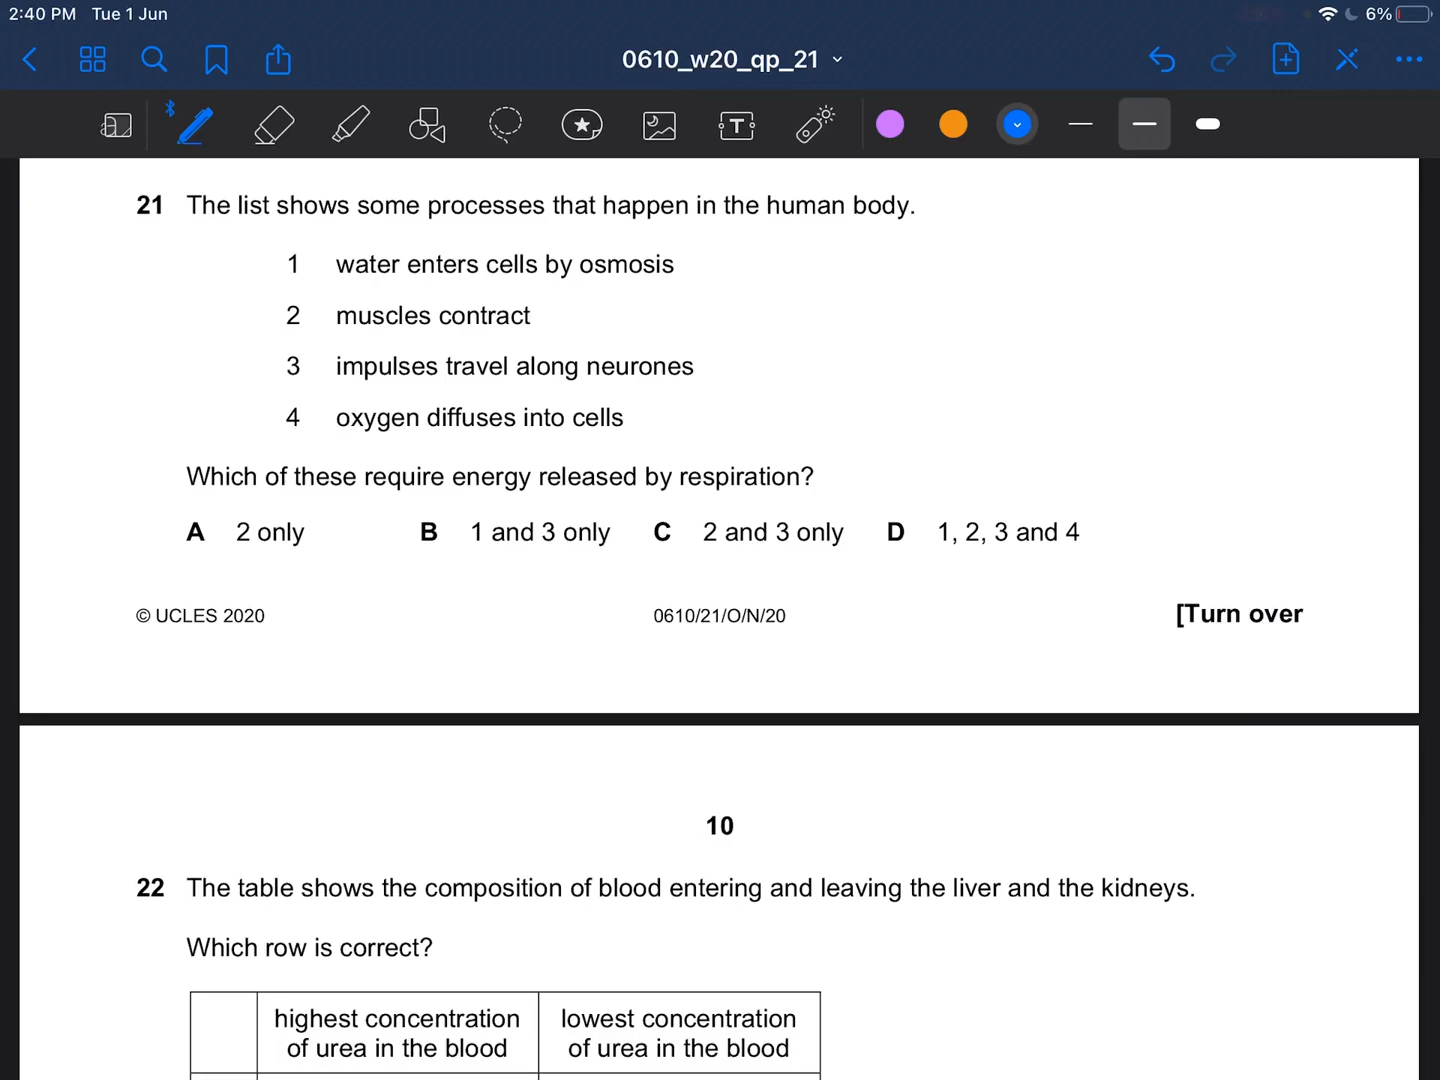 2:40 PM Tue 1 Jun
6%
0610_w20_qp_21
T
21 The list shows some processes that happen in the human body.
1 water enters cells by osmosis
2 muscles contract
3 impulses travel along neurones
4 oxygen diffuses into cells
Which of these require energy released by respiration?
A 2 only B 1 and 3 only C 2 and 3 only D 1, 2, 3 and 4
© UCLES 2020 0610/21/O/N/20 [Turn over
10
22 The table shows the composition of blood entering and leaving the liver and the kidneys.
Which row is correct?
highest concentration of urea in the blood
lowest concentration of urea in the blood